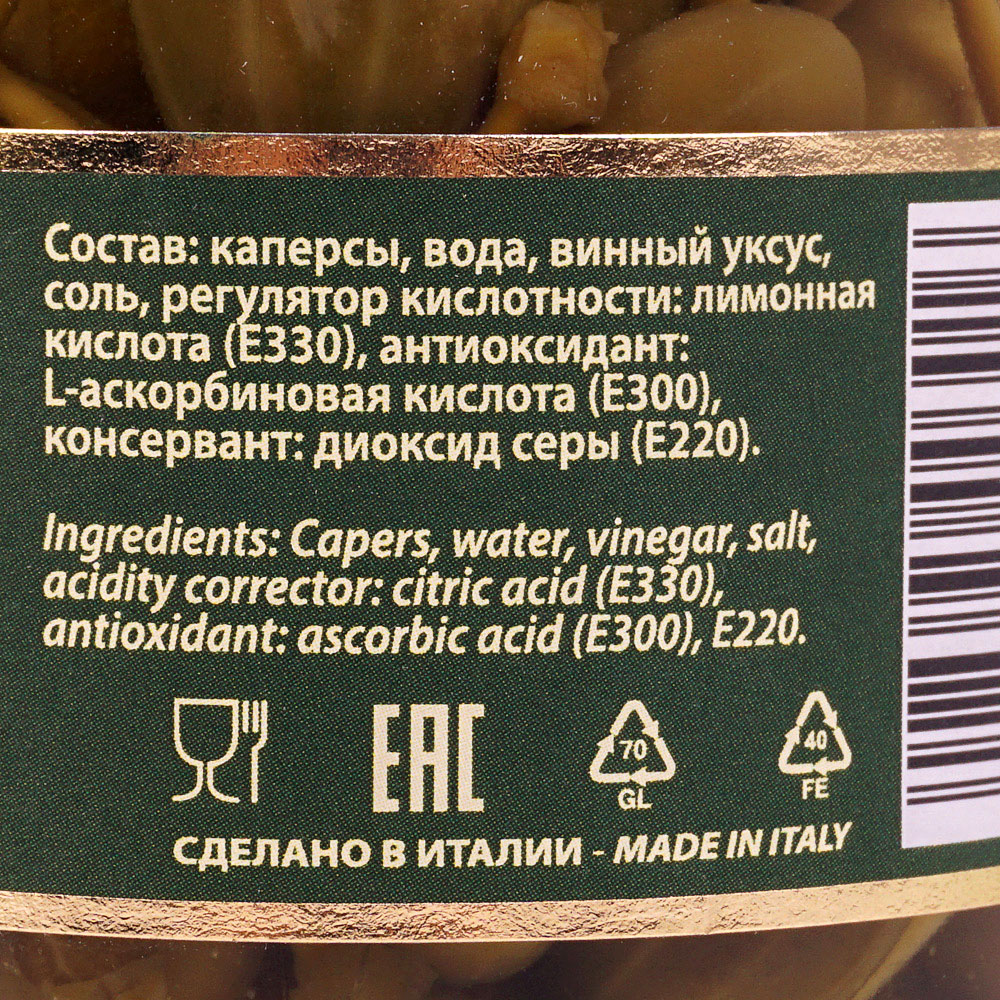 Состав: каперсы, вода, винный уксус,
соль, регулятор кислотности: лимонная
кислота (Е330), антиоксидант:
L-аскорбиновая кислота (Е300),
консервант: диоксид серы (Е220).
Ingredients: Capers, water, vinegar, salt,
acidity corrector: citric acid (E330),
antioxidant: ascorbic acid (E300), E220.
EAC 70 40
GL FE
СДЕЛАНО В ИТАЛИИ - MADE IN ITALY